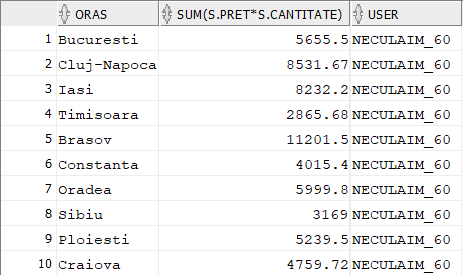 ORAS SUM(S.PRET*S.CANTITATE) USER
1 Bucuresti 5655.5 NECULAIM_60
2 Cluj-Napoca 8531.67 NECULAIM_60
3 Iasi 8232.2 NECULAIM_60
4 Timisoara 2865.68 NECULAIM_60
5 Brasov 11201.5 NECULAIM_60
6 Constanta 4015.4 NECULAIM_60
7 Oradea 5999.8 NECULAIM_60
8 Sibiu 3169 NECULAIM_60
9 Ploiesti 5239.5 NECULAIM_60
10 Craiova 4759.72 NECULAIM_60